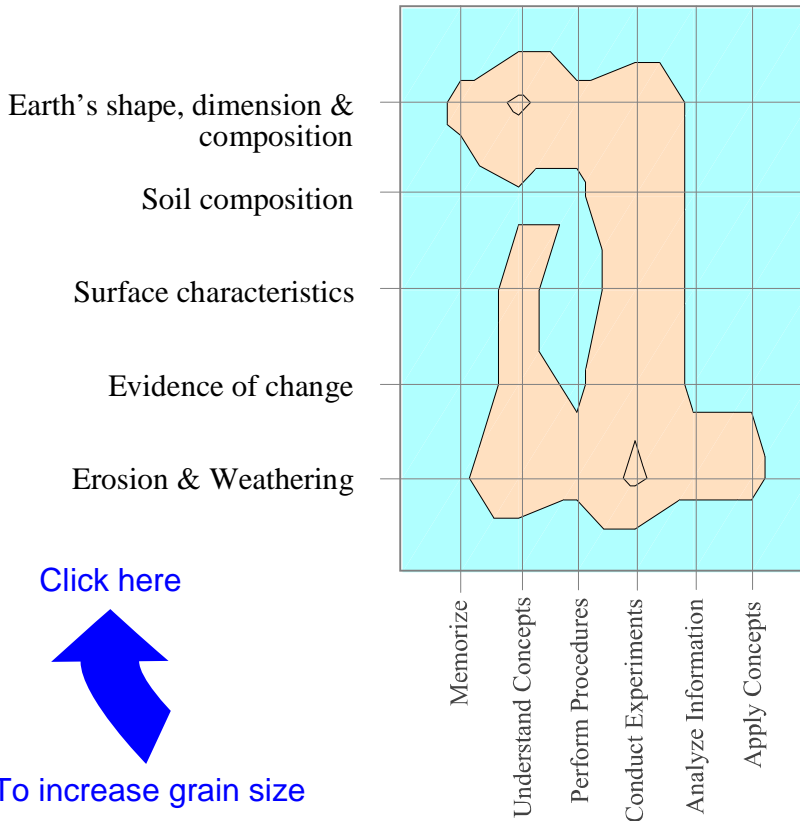 Earth's shape, dimension &
composition
Soil composition
Surface characteristics
Evidence of change
Erosion & Weathering
Click here
To increase grain size
Memorize
Understand Concepts
Perform Procedures
Conduct Experiments
Analyze Information
Apply Concepts